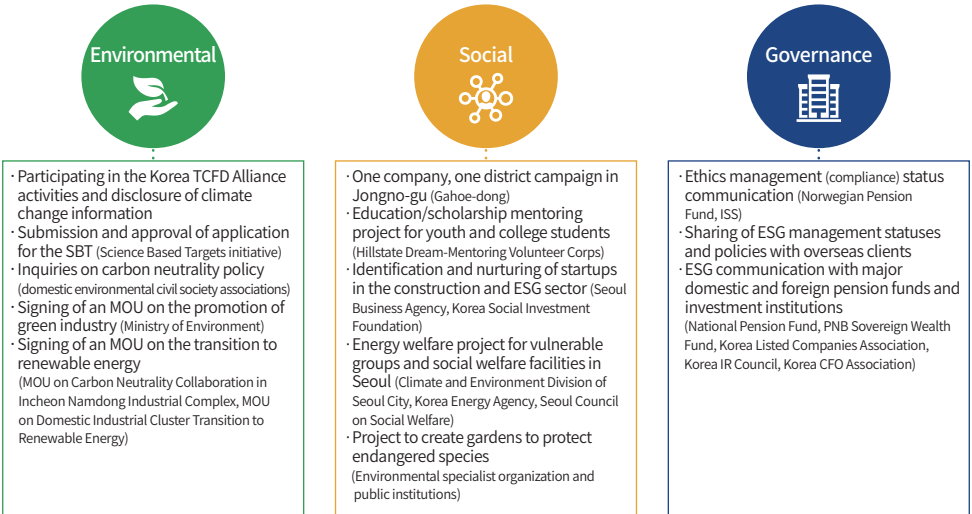 Environmental
· Participating in the Korea TCFD Alliance
activities and disclosure of climate
change information
· Submission and approval of application
for the SBT (Science Based Targets initiative)
· Inquiries on carbon neutrality policy
(domestic environmental civil society associations)
· Signing of an MOU on the promotion of
green industry (Ministry of Environment)
· Signing of an MOU on the transition to
renewable energy
(MOU on Carbon Neutrality Collaboration in
Incheon Namdong Industrial Complex, MOU
on Domestic Industrial Cluster Transition to
Renewable Energy)
Social
· One company, one district campaign in
Jongno-gu (Gahoe-dong)
· Education/scholarship mentoring
project for youth and college students
(Hillstate Dream-Mentoring Volunteer Corps)
· Identification and nurturing of startups
in the construction and ESG sector (Seoul
Business Agency, Korea Social Investment
Foundation)
· Energy welfare project for vulnerable
groups and social welfare facilities in
Seoul (Climate and Environment Division of
Seoul City, Korea Energy Agency, Seoul Council
on Social Welfare)
· Project to create gardens to protect
endangered species
(Environmental specialist organization and
public institutions)
Governance
· Ethics management (compliance) status
communication (Norwegian Pension
Fund, ISS)
· Sharing of ESG management statuses
and policies with overseas clients
· ESG communication with major
domestic and foreign pension funds and
investment institutions
(National Pension Fund, PNB Sovereign Wealth
Fund, Korea Listed Companies Association,
Korea IR Council, Korea CFO Association)